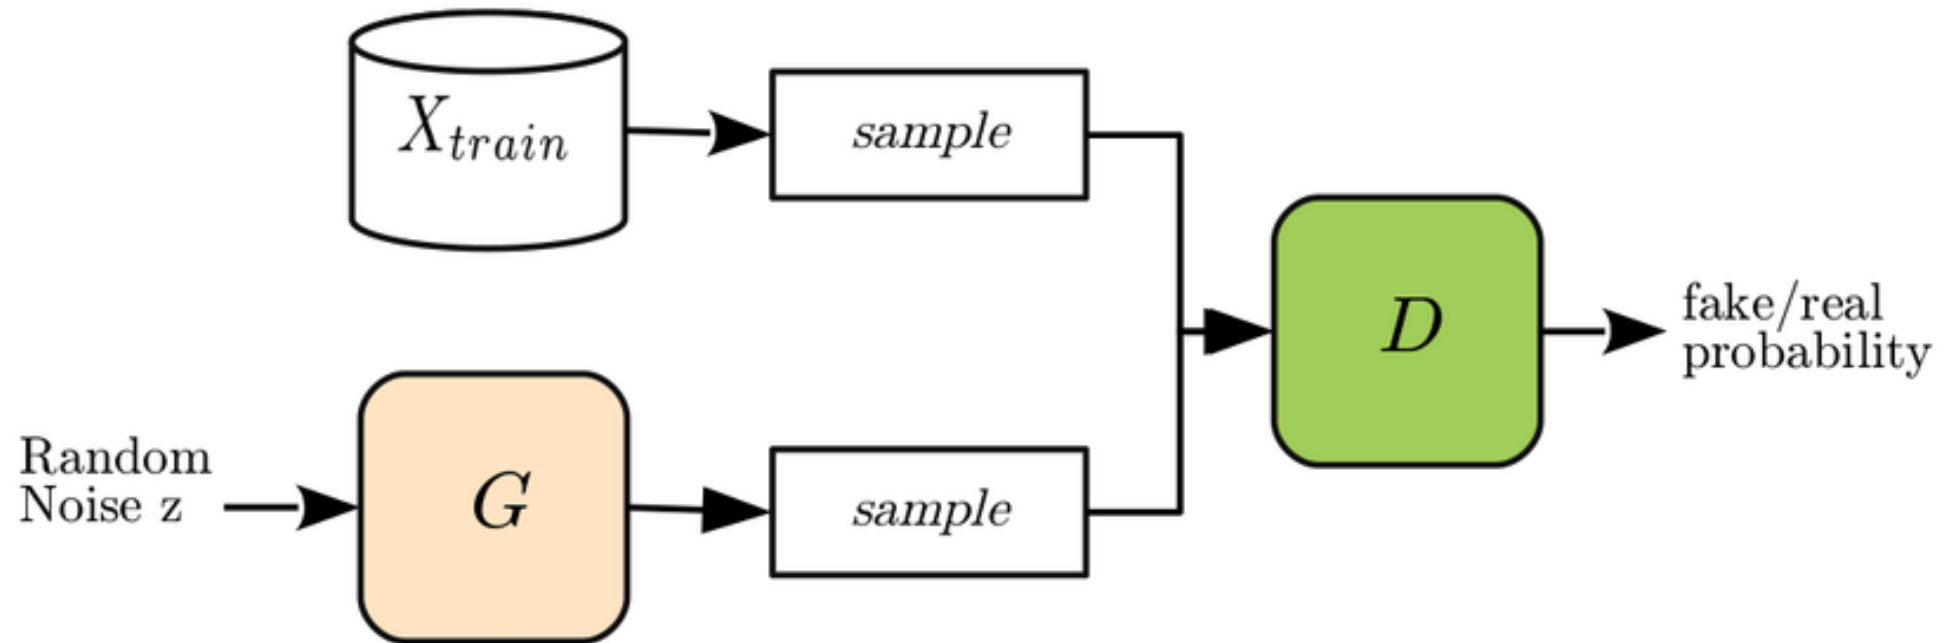 X_train
sample
fake/real
probability
D
Random
Noise z
G
sample